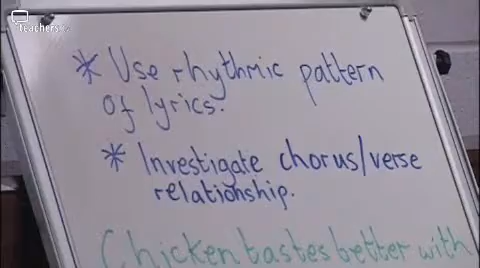 teachers
* Use rhythmic pattern
of lyrics.
* Investigate chorus/verse
relationship.
Chicken tastes better with